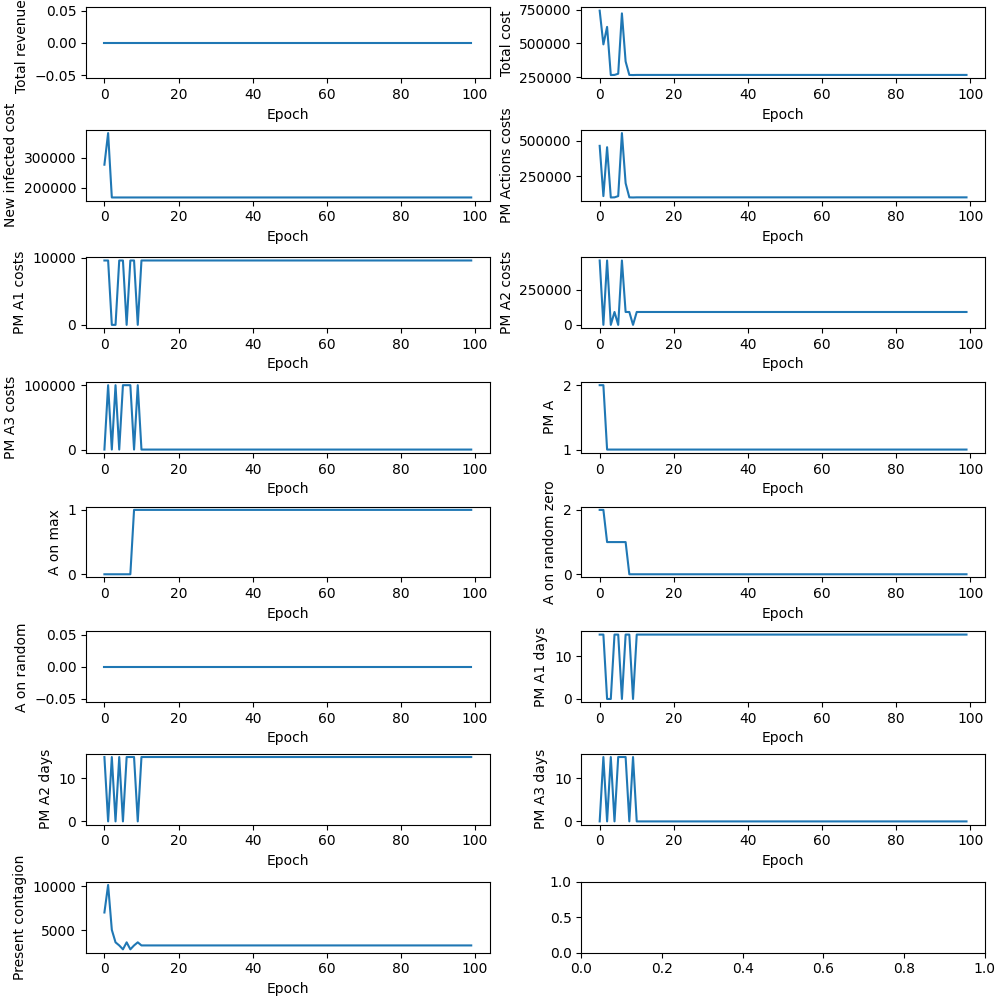 Total revenue
0.05
0.00
−0.05
0 20 40 60 80 100
Epoch
Total cost
750000
500000
250000
0 20 40 60 80 100
Epoch
New infected cost
300000
200000
0 20 40 60 80 100
Epoch
PM Actions costs
500000
250000
0 20 40 60 80 100
Epoch
PM A1 costs
10000
0
0 20 40 60 80 100
Epoch
PM A2 costs
250000
0
0 20 40 60 80 100
Epoch
PM A3 costs
100000
0
0 20 40 60 80 100
Epoch
PM A
2
1
0 20 40 60 80 100
Epoch
A on max
1
0
0 20 40 60 80 100
Epoch
A on random zero
2
0
0 20 40 60 80 100
Epoch
A on random
0.05
0.00
−0.05
0 20 40 60 80 100
Epoch
PM A1 days
10
0
0 20 40 60 80 100
Epoch
PM A2 days
10
0
0 20 40 60 80 100
Epoch
PM A3 days
10
0
0 20 40 60 80 100
Epoch
Present contagion
10000
5000
0 20 40 60 80 100
Epoch
1.0
0.5
0.0
0.0 0.2 0.4 0.6 0.8 1.0